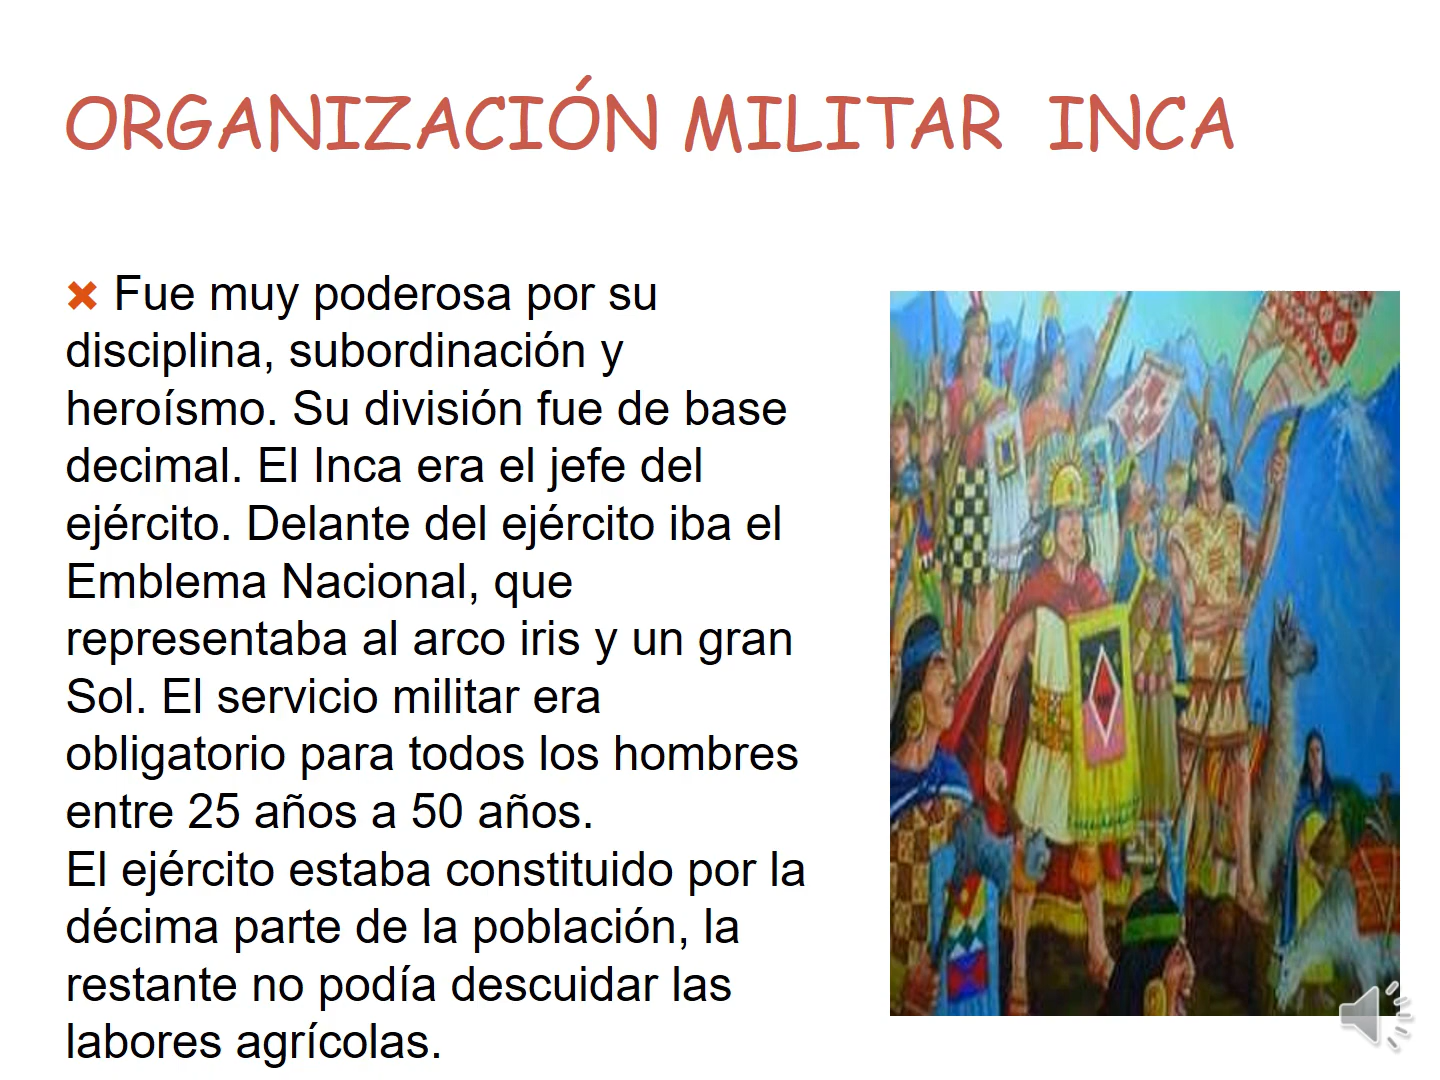 ORGANIZACIÓN MILITAR  INCA
✖ Fue muy poderosa por su
disciplina, subordinación y
heroísmo. Su división fue de base
decimal. El Inca era el jefe del
ejército. Delante del ejército iba el
Emblema Nacional, que
representaba al arco iris y un gran
Sol. El servicio militar era
obligatorio para todos los hombres
entre 25 años a 50 años.
El ejército estaba constituido por la
décima parte de la población, la
restante no podía descuidar las
labores agrícolas.